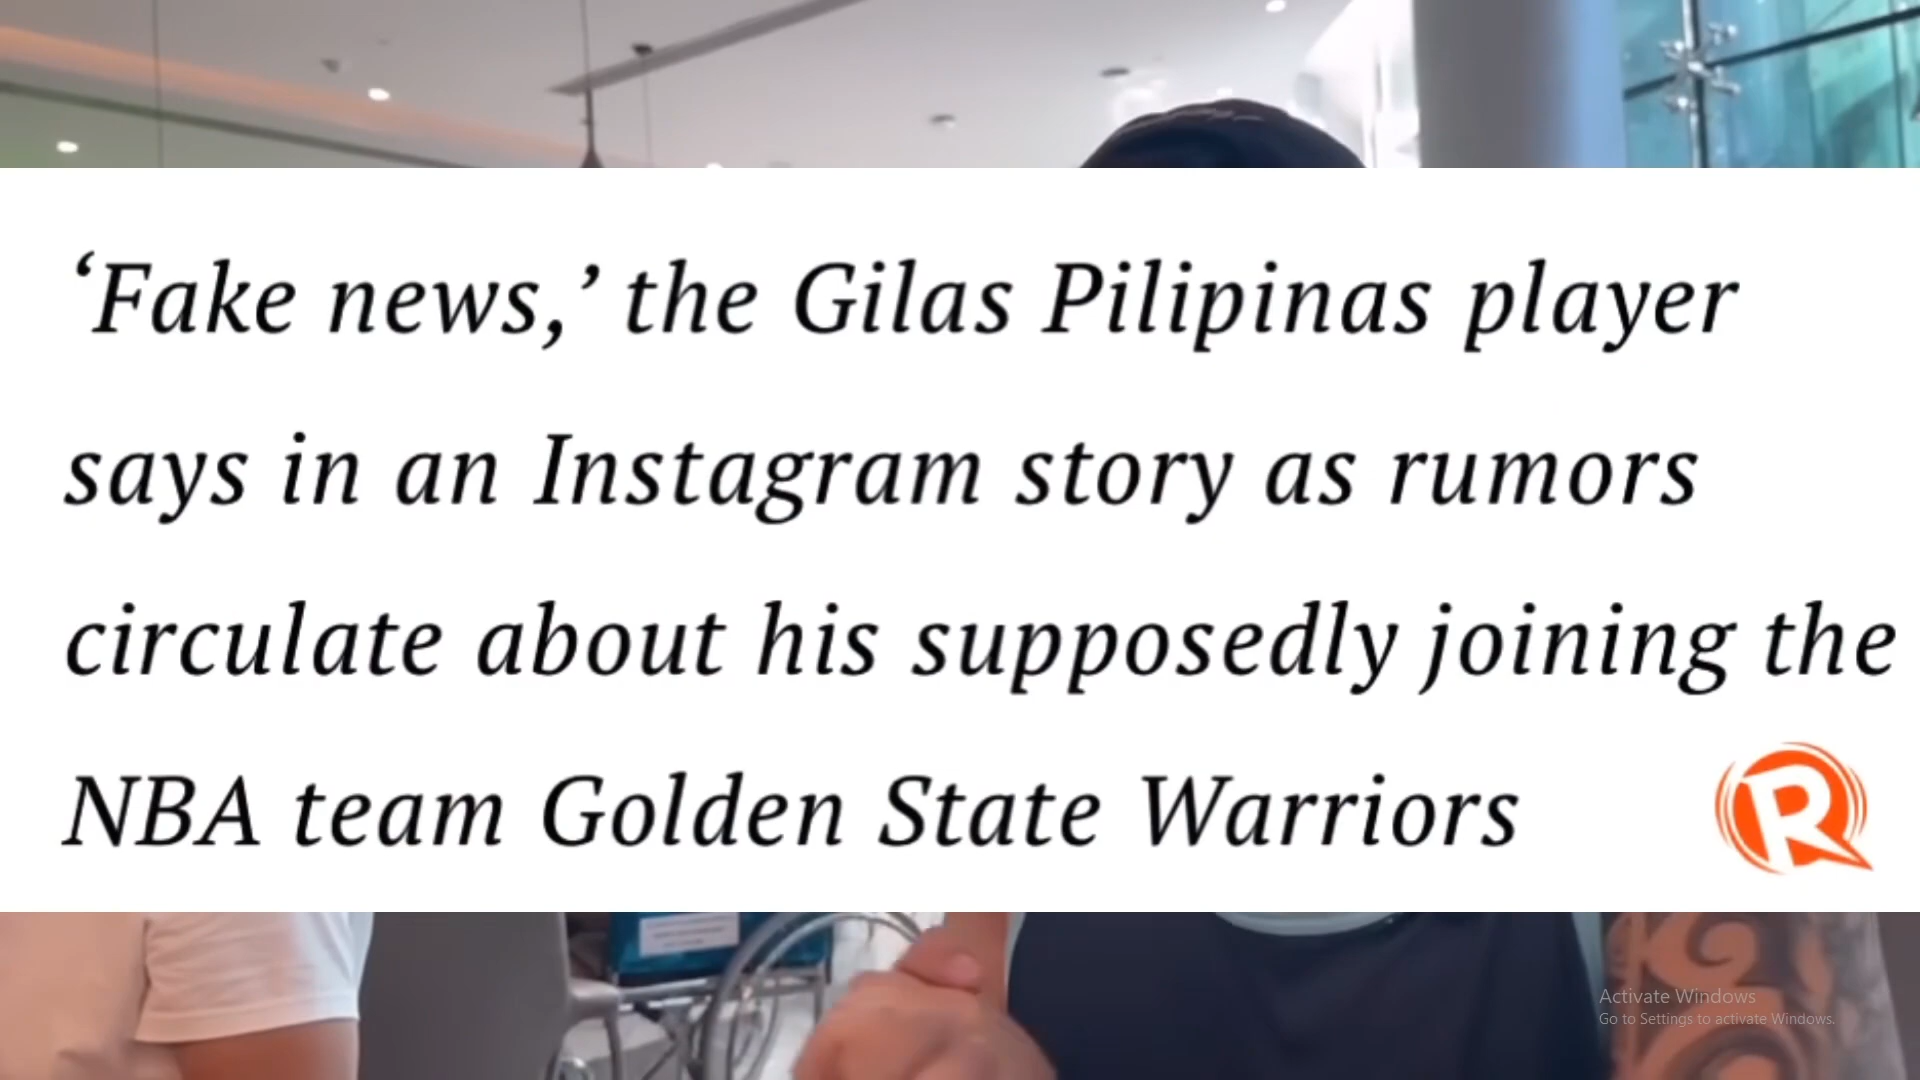 ‘Fake news,’ the Gilas Pilipinas player
says in an Instagram story as rumors
circulate about his supposedly joining the
NBA team Golden State Warriors
R
Activate Windows
Go to Settings to activate Windows.